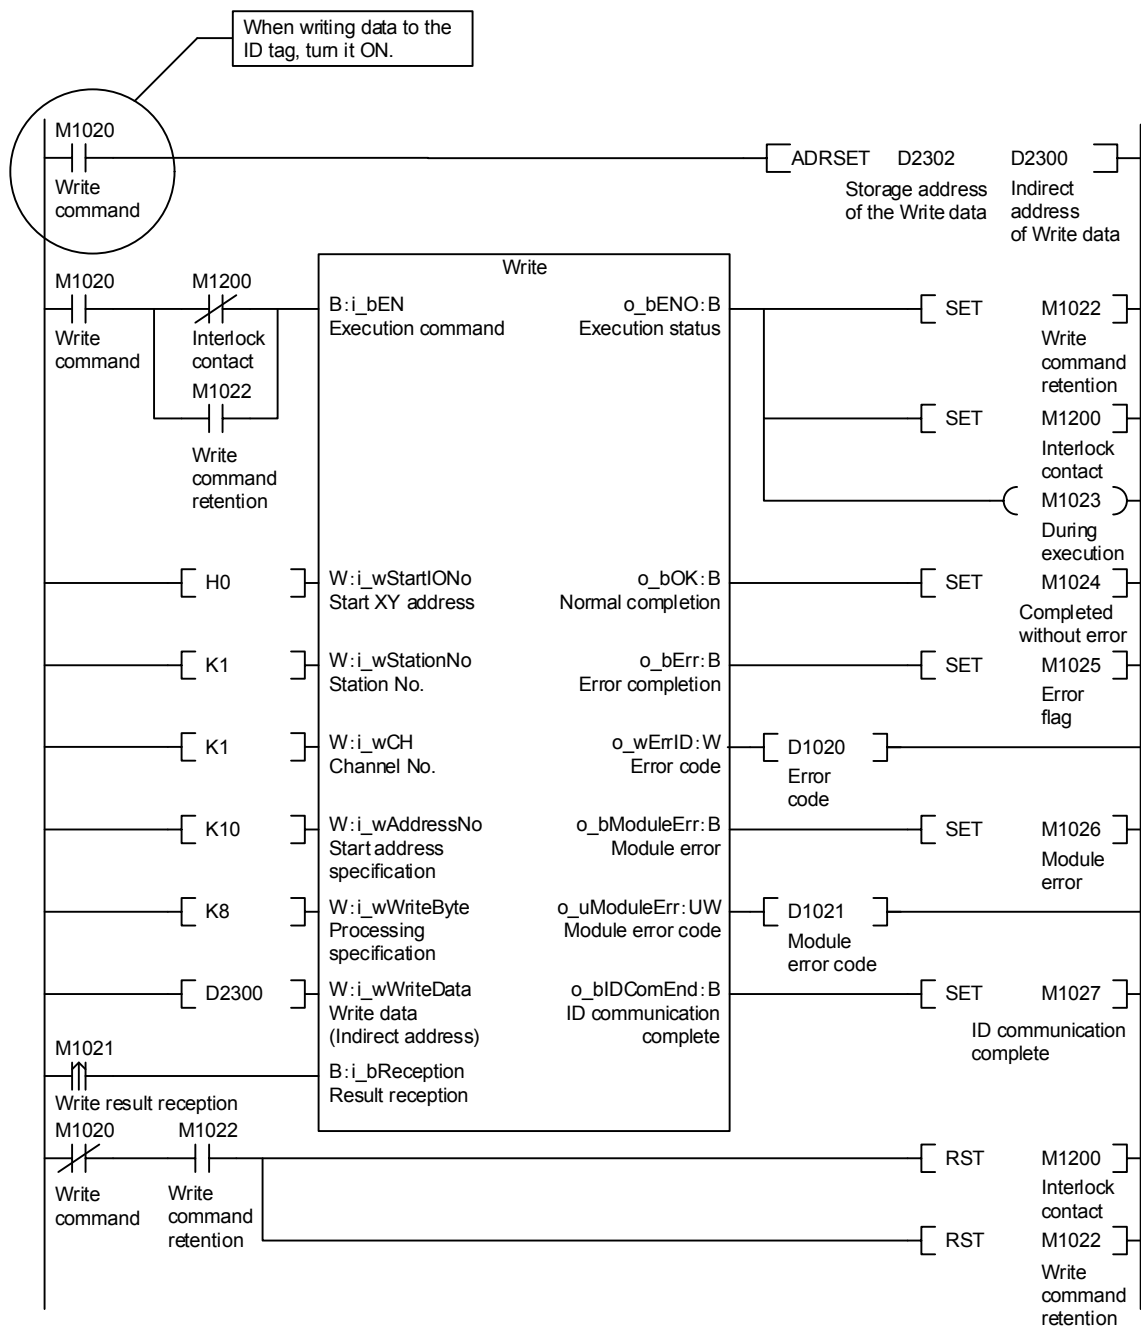 When writing data to the
ID tag, turn it ON.
M1020
Write
command
ADRSET D2302 D2300
Storage address
of the Write data
Indirect
address
of Write data
M1020
Write
command
M1200
Interlock
contact
M1022
Write
command
retention
Write
B:i_bEN
Execution command
o_bENO:B
Execution status
SET M1022
Write
command
retention
SET M1200
Interlock
contact
M1023
During
execution
H0
W:i_wStartIONo
Start XY address
o_bOK:B
Normal completion
SET M1024
Completed
without error
K1
W:i_wStationNo
Station No.
o_bErr:B
Error completion
SET M1025
Error
flag
K1
W:i_wCH
Channel No.
o_wErrID:W
Error code
D1020
Error
code
K10
W:i_wAddressNo
Start address
specification
o_bModuleErr:B
Module error
SET M1026
Module
error
K8
W:i_wWriteByte
Processing
specification
o_uModuleErr:UW
Module error code
D1021
Module
error code
D2300
W:i_wWriteData
Write data
(Indirect address)
o_bIDComEnd:B
ID communication
complete
SET M1027
ID communication
complete
M1021
Write result reception
B:i_bReception
Result reception
M1020
Write
command
M1022
Write
command
retention
RST M1200
Interlock
contact
RST M1022
Write
command
retention